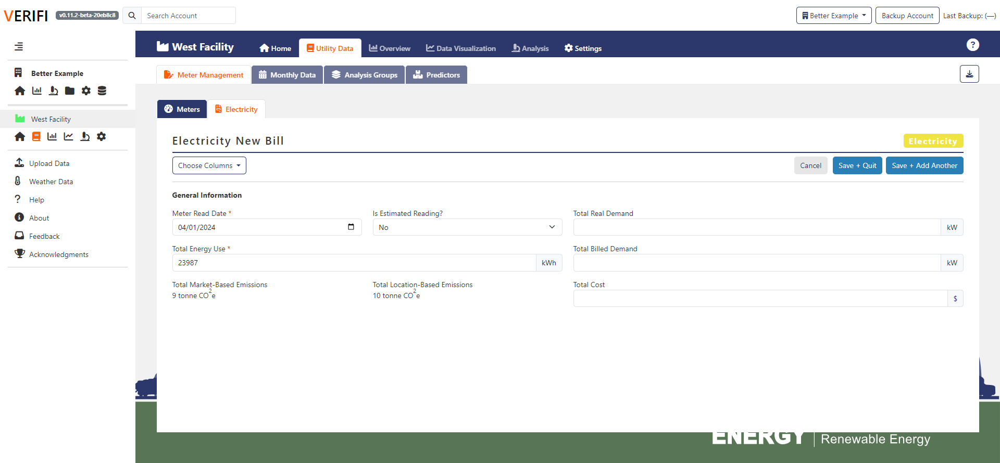 VERIFI v0.11.2-beta-20eb8c8 Search Account Better Example Backup Account Last Backup: (—)
West Facility Home Utility Data Overview Data Visualization Analysis Settings ?
Meter Management Monthly Data Analysis Groups Predictors
Better Example
West Facility
Upload Data
Weather Data
? Help
About
Feedback
Acknowledgments
Meters Electricity
Electricity New Bill Electricity
Choose Columns Cancel Save + Quit Save + Add Another
General Information
Meter Read Date * Is Estimated Reading? Total Real Demand
04/01/2024 No kW
Total Energy Use * Total Billed Demand
23987 kWh kW
Total Market-Based Emissions Total Location-Based Emissions Total Cost
9 tonne CO2e 10 tonne CO2e $
ENERGY Renewable Energy